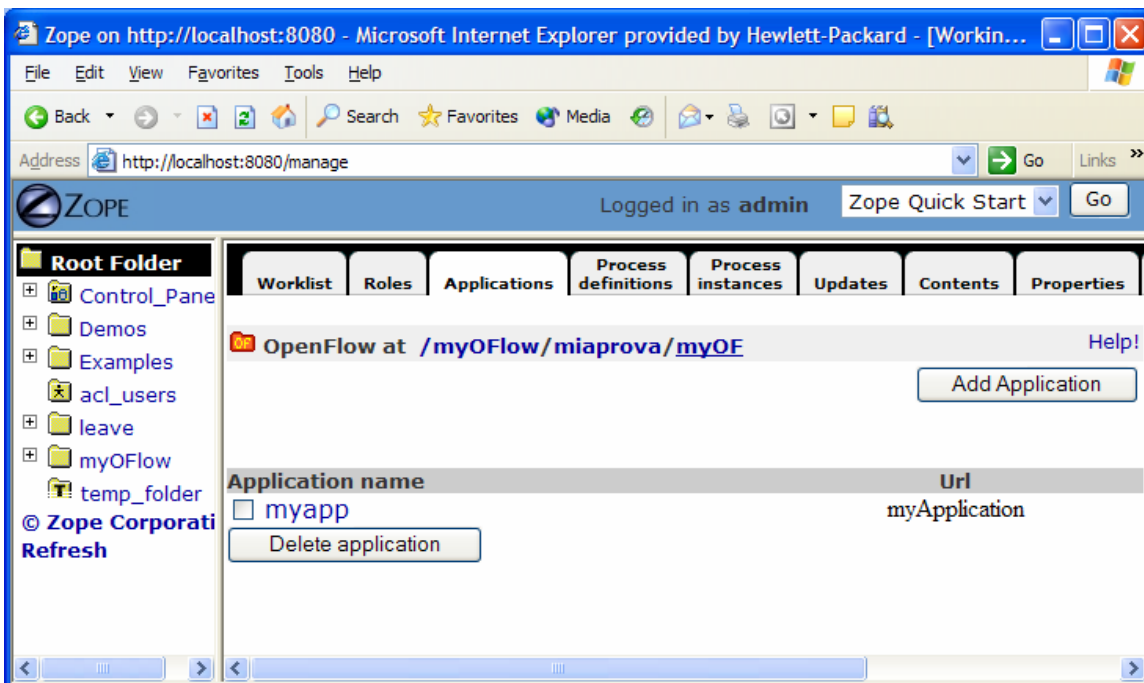 Zope on http://localhost:8080 - Microsoft Internet Explorer provided by Hewlett-Packard - [Workin...
File Edit View Favorites Tools Help
Back Search Favorites Media
Address http://localhost:8080/manage Go Links »
ZOPE Logged in as admin Zope Quick Start Go
Root Folder
Control_Pane
Demos
Examples
acl_users
leave
myOFlow
temp_folder
© Zope Corporati
Refresh
Worklist Roles Applications Process definitions Process instances Updates Contents Properties
OF OpenFlow at /myOFlow/miaprova/myOF Help!
Add Application
Application name Url
myapp myApplication
Delete application